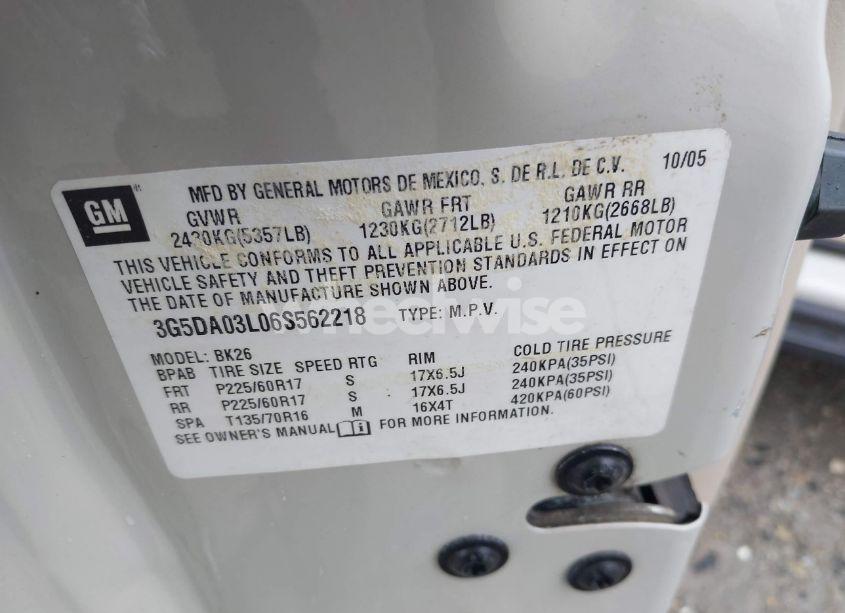 GM
MFD BY GENERAL MOTORS DE MEXICO, S. DE R.L. DE C.V. 10/05
GVWR GAWR FRT GAWR RR
2430KG(5357LB) 1230KG(2712LB) 1210KG(2668LB)
THIS VEHICLE CONFORMS TO ALL APPLICABLE U.S. FEDERAL MOTOR
VEHICLE SAFETY AND THEFT PREVENTION STANDARDS IN EFFECT ON
THE DATE OF MANUFACTURE SHOWN ABOVE.
3G5DA03L06S562218 TYPE: M.P.V.
wheelwise
MODEL: BK26
BPAB TIRE SIZE SPEED RTG RIM COLD TIRE PRESSURE
FRT P225/60R17 S 17X6.5J 240KPA(35PSI)
RR P225/60R17 S 17X6.5J 240KPA(35PSI)
SPA T135/70R16 M 16X4T 420KPA(60PSI)
SEE OWNER'S MANUAL FOR MORE INFORMATION.